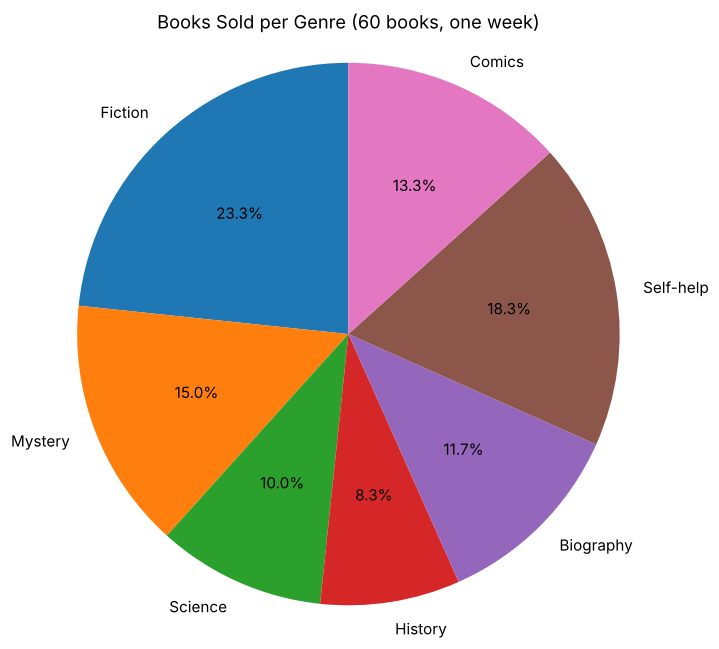 Books Sold per Genre (60 books, one week)
Comics
Fiction
13.3%
23.3%
Self-help
18.3%
15.0%
Mystery
11.7%
10.0%
8.3%
Biography
Science
History